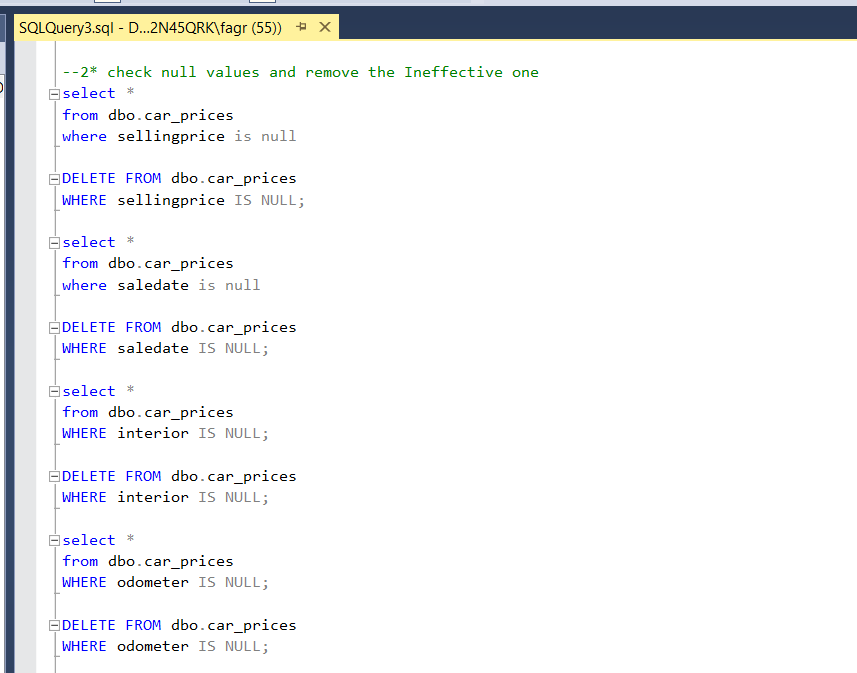 SQLQuery3.sql - D...2N45QRK\fagr (55))
--2* check null values and remove the Ineffective one
select *
from dbo.car_prices
where sellingprice is null
DELETE FROM dbo.car_prices
WHERE sellingprice IS NULL;
select *
from dbo.car_prices
where saledate is null
DELETE FROM dbo.car_prices
WHERE saledate IS NULL;
select *
from dbo.car_prices
WHERE interior IS NULL;
DELETE FROM dbo.car_prices
WHERE interior IS NULL;
select *
from dbo.car_prices
WHERE odometer IS NULL;
DELETE FROM dbo.car_prices
WHERE odometer IS NULL;